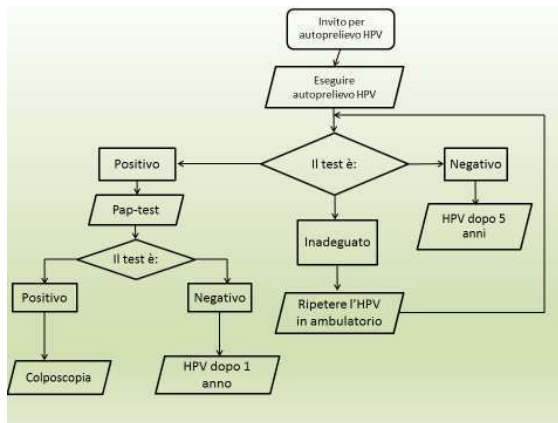 Invito per
autoprelievo HPV
Eseguire
autoprelievo HPV
Positivo
Il test è:
Negativo
Pap-test
HPV dopo 5
anni
Inadeguato
Il test è:
Positivo
Negativo
Ripetere l'HPV
in ambulatorio
Colposcopia
HPV dopo 1
anno